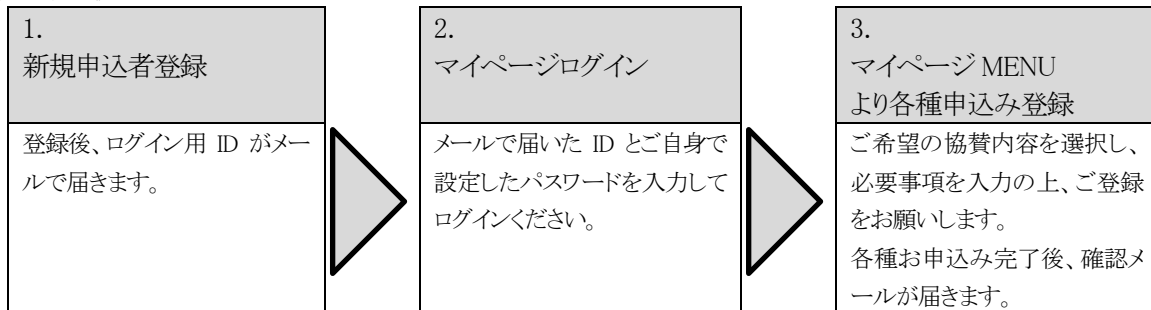 1.
新規申込者登録
登録後、ログイン用 ID がメー
ルで届きます。
2.
マイページログイン
メールで届いた ID とご自身で
設定したパスワードを入力して
ログインください。
3.
マイページ MENU
より各種申込み登録
ご希望の協賛内容を選択し、
必要事項を入力の上、ご登録
をお願いします。
各種お申込み完了後、確認メ
ールが届きます。